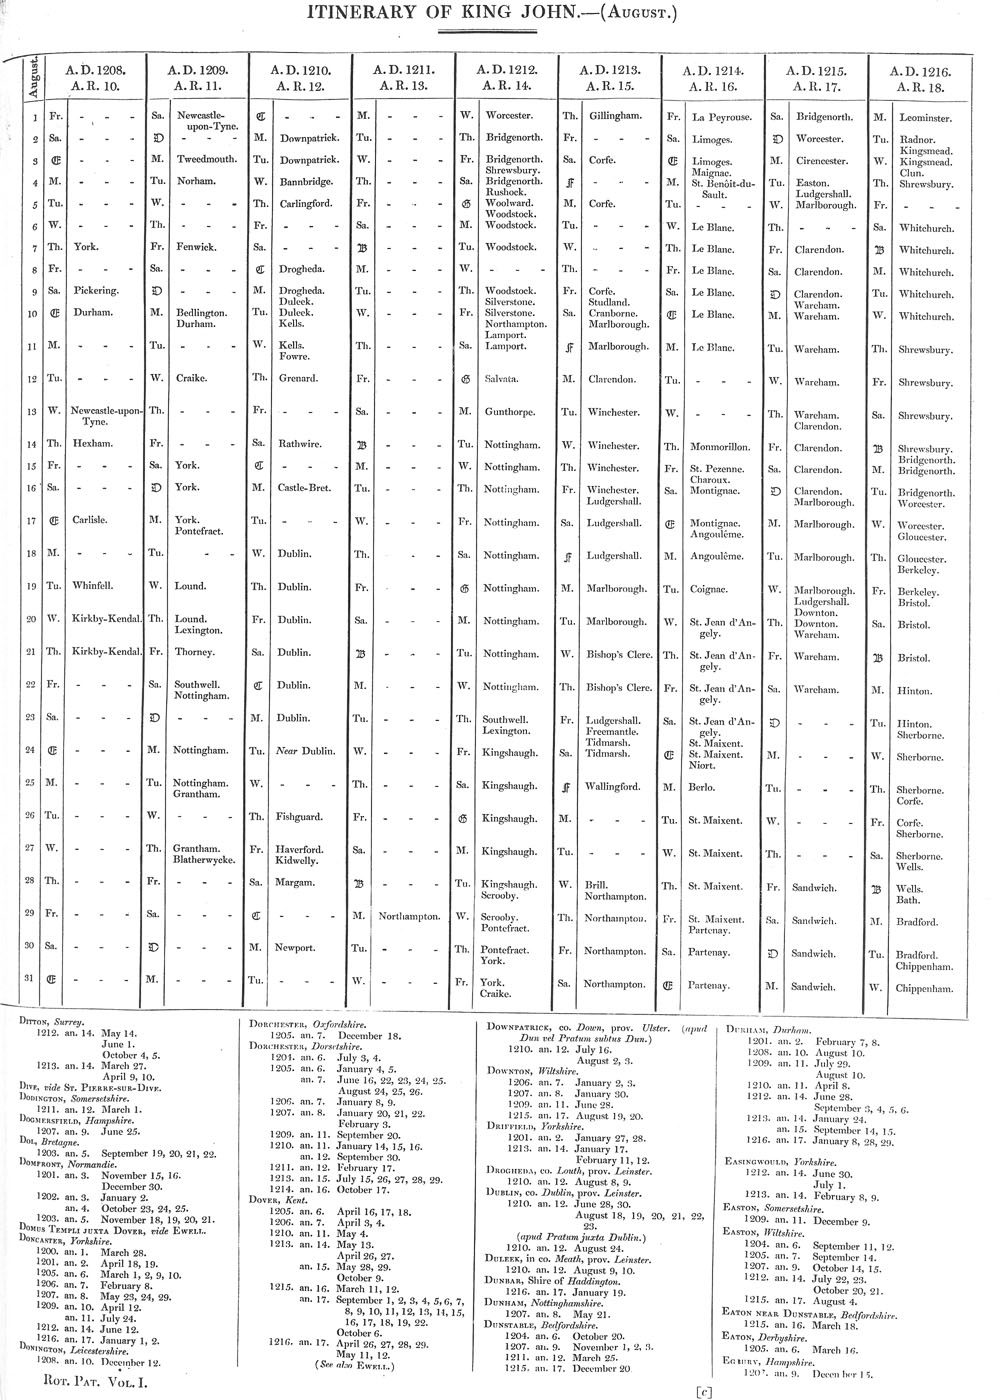 ITINERARY OF KING JOHN.—(AUGUST.)
August. A.D. 1208. A.R. 10. A.D. 1209. A.R. 11. A.D. 1210. A.R. 12. A.D. 1211. A.R. 13. A.D. 1212. A.R. 14. A.D. 1213. A.R. 15. A.D. 1214. A.R. 16. A.D. 1215. A.R. 17. A.D. 1216. A.R. 18.
1 Fr. - - - Sa. Newcastle-upon-Tyne. C - - - M. - - - W. Worcester. Th. Gillingham. Fr. La Peyrouse. Sa. Bridgenorth. M. Leominster.
2 Sa. - - - D - - - M. Downpatrick. Tu. - - - Th. Bridgenorth. Fr. - - - Sa. Limoges. D Worcester. Tu. Radnor. Kingsmead.
3 E - - - M. Tweedmouth. Tu. Downpatrick. W. - - - Fr. Bridgenorth. Shrewsbury. Sa. Corfe. E Limoges. Maignac. M. Cirencester. W. Kingsmead. Clun.
4 M. - - - Tu. Norham. W. Bannbridge. Th. - - - Sa. Bridgenorth. Rushock. F - - - M. St. Benôit-du-Sault. Tu. Easton. Ludgershall. Th. Shrewsbury.
5 Tu. - - - W. - - - Th. Carlingford. Fr. - - - G Woolward. Woodstock. M. Corfe. Tu. - - - W. Marlborough. Fr. - - -
6 W. - - - Th. - - - Fr. - - - Sa. - - - M. Woodstock. Tu. - - - W. Le Blanc. Th. - - - Sa. Whitchurch.
7 Th. York. Fr. Fenwick. Sa. - - - B - - - Tu. Woodstock. W. - - - Th. Le Blanc. Fr. Clarendon. B Whitchurch.
8 Fr. - - - Sa. - - - C Drogheda. M. - - - W. - - - Th. - - - Fr. Le Blanc. Sa. Clarendon. M. Whitchurch.
9 Sa. Pickering. D - - - M. Drogheda. Duleek. Tu. - - - Th. Woodstock. Silverstone. Fr. Corfe. Studland. Sa. Le Blanc. D Clarendon. Wareham. Tu. Whitchurch.
10 E Durham. M. Bedlington. Durham. Tu. Duleek. Kells. W. - - - Fr. Silverstone. Northampton. Lamport. Sa. Cranborne. Marlborough. E Le Blanc. M. Wareham. W. Whitchurch.
11 M. - - - Tu. - - - W. Kells. Fowre. Th. - - - Sa. Lamport. F Marlborough. M. Le Blanc. Tu. Wareham. Th. Shrewsbury.
12 Tu. - - - W. Craike. Th. Grenard. Fr. - - - G Salvata. M. Clarendon. Tu. - - - W. Wareham. Fr. Shrewsbury.
13 W. Newcastle-upon-Tyne. Th. - - - Fr. - - - Sa. - - - M. Gunthorpe. Tu. Winchester. W. - - - Th. Wareham. Clarendon. Sa. Shrewsbury.
14 Th. Hexham. Fr. - - - Sa. Rathwire. B - - - Tu. Nottingham. W. Winchester. Th. Monmorillon. Fr. Clarendon. B Shrewsbury. Bridgenorth.
15 Fr. - - - Sa. York. C - - - M. - - - W. Nottingham. Th. Winchester. Fr. St. Pezenne. Charoux. Sa. Clarendon. M. Bridgenorth.
16 Sa. - - - D York. M. Castle-Bret. Tu. - - - Th. Nottingham. Fr. Winchester. Ludgershall. Sa. Montignac. D Clarendon. Marlborough. Tu. Bridgenorth. Worcester.
17 E Carlisle. M. York. Pontefract. Tu. - - - W. - - - Fr. Nottingham. Sa. Ludgershall. E Montignac. Angoulême. M. Marlborough. W. Worcester. Gloucester.
18 M. - - - Tu. - - W. Dublin. Th. - - Sa. Nottingham. F Ludgershall. M. Angoulême. Tu. Marlborough. Th. Gloucester. Berkeley.
19 Tu. Whinfell. W. Lound. Th. Dublin. Fr. - - Sa. G Nottingham. M. Marlborough. Tu. Coignac. W. Marlborough. Ludgershall. Downton. Fr. Berkeley. Bristol.
20 W. Kirkby-Kendal. Th. Lound. Lexington. Fr. Dublin. Sa. - - - M. Nottingham. Tu. Marlborough. W. St. Jean d'Angely. Th. Downton. Wareham. Sa. Bristol.
21 Th. Kirkby-Kendal. Fr. Thorney. Sa. Dublin. B - - - Tu. Nottingham. W. Bishop's Clere. Th. St. Jean d'Angely. Fr. Wareham. B Bristol.
22 Fr. - - - Sa. Southwell. Nottingham. C Dublin. M. - - - W. Nottingham. Th. Bishop's Clere. Fr. St. Jean d'Angely. Sa. Wareham. M. Hinton.
23 Sa. - - - D - - - M. Dublin. Tu. - - - Th. Southwell. Lexington. Fr. Ludgershall. Freemantle. Tidmarsh. Sa. St. Jean d'Angely. St. Maixent. D - - - Tu. Hinton. Sherborne.
24 E - - - M. Nottingham. Tu. Near Dublin. W. - - - Fr. Kingshaugh. Sa. Tidmarsh. E St. Maixent. Niort. M. - - - W. Sherborne.
25 M. - - - Tu. Nottingham. Grantham. W. - - - Th. - - - Sa. Kingshaugh. F Wallingford. M. Berlo. Tu. - - - Th. Sherborne. Corfe.
26 Tu. - - - W. - - - Th. Fishguard. Fr. - - - G Kingshaugh. M. - - - Tu. St. Maixent. W. - - - Fr. Corfe. Sherborne.
27 W. - - - Th. Grantham. Blatherwycke. Fr. Haverford. Kidwelly. Sa. - - - M. Kingshaugh. Tu. - - - W. St. Maixent. Th. - - - Sa. Sherborne. Wells.
28 Th. - - - Fr. - - - Sa. Margam. B - - - Tu. Kingshaugh. Scrooby. W. Brill. Northampton. Th. St. Maixent. Fr. Sandwich. B Wells. Bath.
29 Fr. - - - Sa. - - - C - - - M. Northampton. W. Scrooby. Pontefract. Th. Northampton. Fr. St. Maixent. Partenay. Sa. Sandwich. M. Bradford.
30 Sa. - - - D - - - M. Newport. Tu. - - - Th. Pontefract. York. Fr. Northampton. Sa. Partenay. D Sandwich. Tu. Bradford. Chippenham.
31 E - - - M. - - - Tu. - - - W. - - - Fr. York. Craike. Sa. Northampton. E Partenay. M. Sandwich. W. Chippenham.
DITTON, Surrey.
1212. an. 14. May 14.
June 1.
October 4, 5.
1213. an. 14. March 27.
April 9, 10.
DIVE, vide ST. PIERRE-SUR-DIVE.
DODINGTON, Somersetshire.
1211. an. 12. March 1.
DOGMERSFIELD, Hampshire.
1207. an. 9. June 25.
DOL, Bretagne.
1203. an. 5. September 19, 20, 21, 22.
DOMFRONT, Normandie.
1201. an. 3. November 15, 16.
December 30.
1202. an. 3. January 2.
an. 4. October 23, 24, 25.
1203. an. 5. November 18, 19, 20, 21.
DOMUS TEMPLI JUXTA DOVER, vide EWELL.
DONCASTER, Yorkshire.
1200. an. 1. March 28.
1201. an. 2. April 18, 19.
1205. an. 6. March 1, 2, 9, 10.
1206. an. 7. February 8.
1207. an. 8. May 23, 24, 29.
1209. an. 10. April 12.
an. 11. July 24.
1212. an. 14. June 12.
1216. an. 17. January 1, 2.
DONINGTON, Leicestershire.
1208. an. 10. December 12.
DORCHESTER, Oxfordshire.
1205. an. 7. December 18.
DORCHESTER, Dorsetshire.
1204. an. 6. July 3, 4.
1205. an. 6. January 4, 5.
an. 7. June 16, 22, 23, 24, 25.
August 24, 25, 26.
1206. an. 7. January 8, 9.
1207. an. 8. January 20, 21, 22.
February 3.
1209. an. 11. September 20.
1210. an. 11. January 14, 15, 16.
an. 12. September 30.
1211. an. 12. February 17.
1213. an. 15. July 15, 26, 27, 28, 29.
1214. an. 16. October 17.
DOVER, Kent.
1205. an. 6. April 16, 17, 18.
1206. an. 7. April 3, 4.
1210. an. 11. May 4.
1213. an. 14. May 13.
April 26, 27.
an. 15. May 28, 29.
October 9.
1215. an. 16. March 11, 12.
an. 17. September 1, 2, 3, 4, 5, 6, 7,
8, 9, 10, 11, 12, 13, 14, 15,
16, 17, 18, 19, 22.
October 6.
1216. an. 17. April 26, 27, 28, 29.
May 11, 12.
(See also EWELL.)
DOWNPATRICK, co. Down, prov. Ulster. (apud
Dun vel Pratum subtus Dun.)
1210. an. 12. July 16.
August 2, 3.
DOWNTON, Wiltshire.
1206. an. 7. January 2, 3.
1207. an. 8. January 30.
1209. an. 11. June 28.
1215. an. 17. August 19, 20.
DRIFFIELD, Yorkshire.
1201. an. 2. January 27, 28.
1213. an. 14. January 17.
February 11, 12.
DROGHEDA, co. Louth, prov. Leinster.
1210. an. 12. August 8, 9.
DUBLIN, co. Dublin, prov. Leinster.
1210. an. 12. June 28, 30.
August 18, 19, 20, 21, 22,
23.
(apud Pratum juxta Dublin.)
1210. an. 12. August 24.
DULEEK, in co. Meath, prov. Leinster.
1210. an. 12. August 9, 10.
DUNBAR, Shire of Haddington.
1216. an. 17. January 19.
DUNHAM, Nottinghamshire.
1207. an. 8. May 21.
DUNSTABLE, Bedfordshire.
1204. an. 6. October 20.
1207. an. 9. November 1, 2, 3.
1211. an. 12. March 25.
1215. an. 17. December 20.
DURHAM, Durham.
1201. an. 2. February 7, 8.
1208. an. 10. August 10.
1209. an. 11. July 29.
August 10.
1210. an. 11. April 8.
1212. an. 14. June 28.
September 3, 4, 5, 6.
1213. an. 14. January 24.
an. 15. September 14, 15.
1216. an. 17. January 8, 28, 29.
EASINGWOULD, Yorkshire.
1212. an. 14. June 30.
July 1.
1213. an. 14. February 8, 9.
EASTON, Somersetshire.
1209. an. 11. December 9.
EASTON, Wiltshire.
1204. an. 6. September 11, 12.
1205. an. 7. September 14.
1207. an. 9. October 14, 15.
1212. an. 14. July 22, 23.
October 20, 21.
1215. an. 17. August 4.
EATON NEAR DUNSTABLE, Bedfordshire.
1215. an. 16. March 18.
EATON, Derbyshire.
1205. an. 6. March 16.
EGBURY, Hampshire.
1207. an. 9. December 15.
ROT. PAT. VOL. I.
[c]